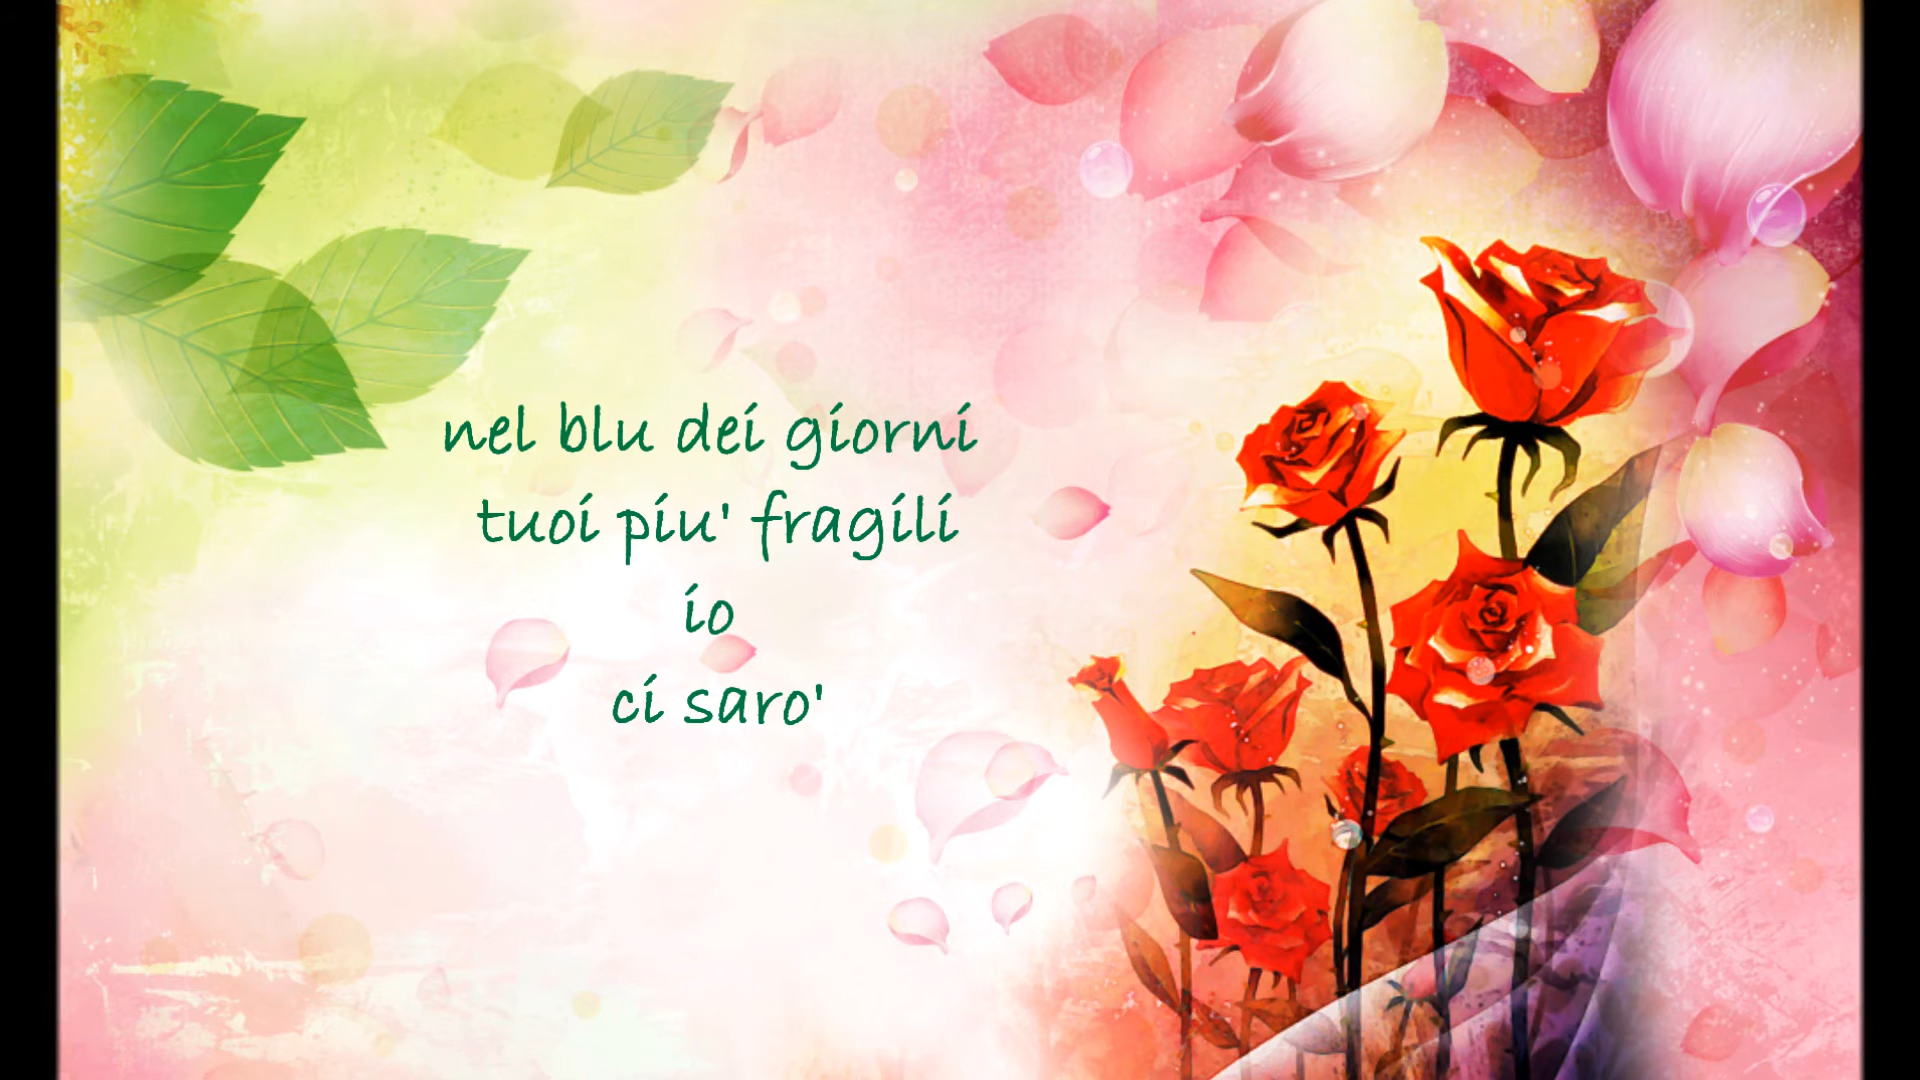 nel blu dei giorni
tuoi piu' fragili
io
ci saro'